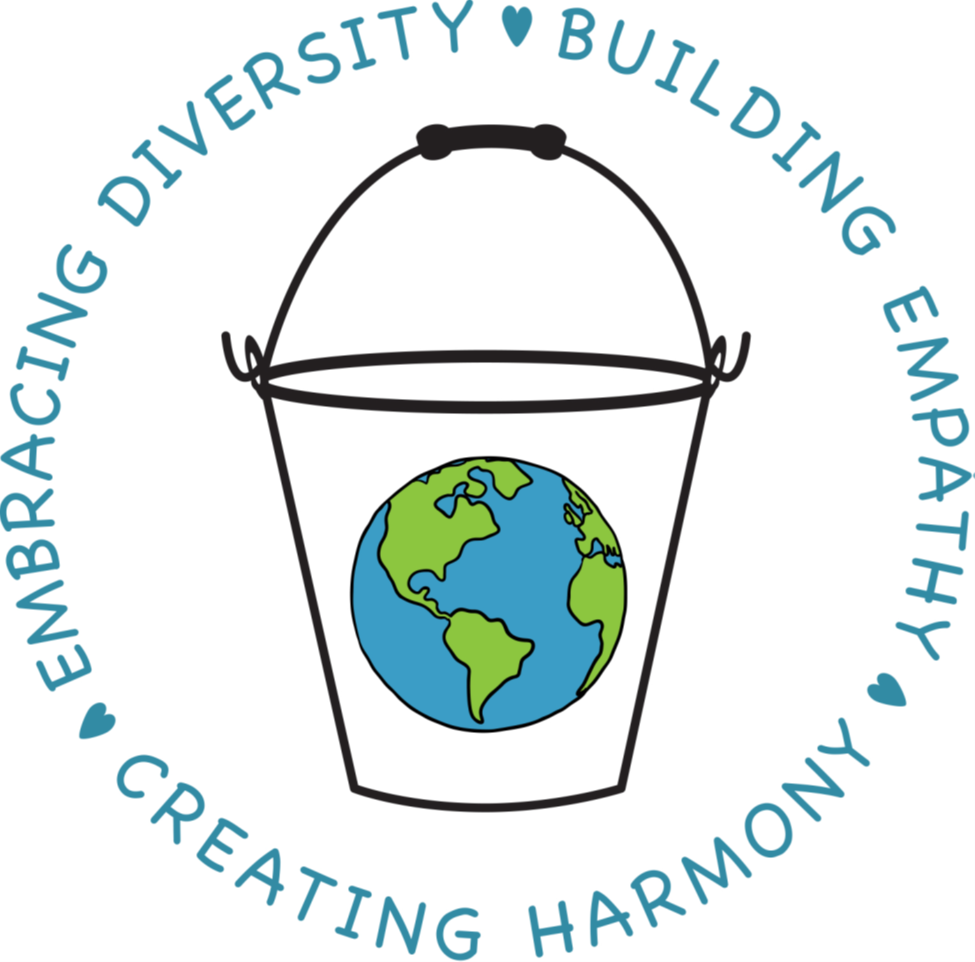 EMBRACING DIVERSITY
BUILDING EMPATHY
CREATING HARMONY